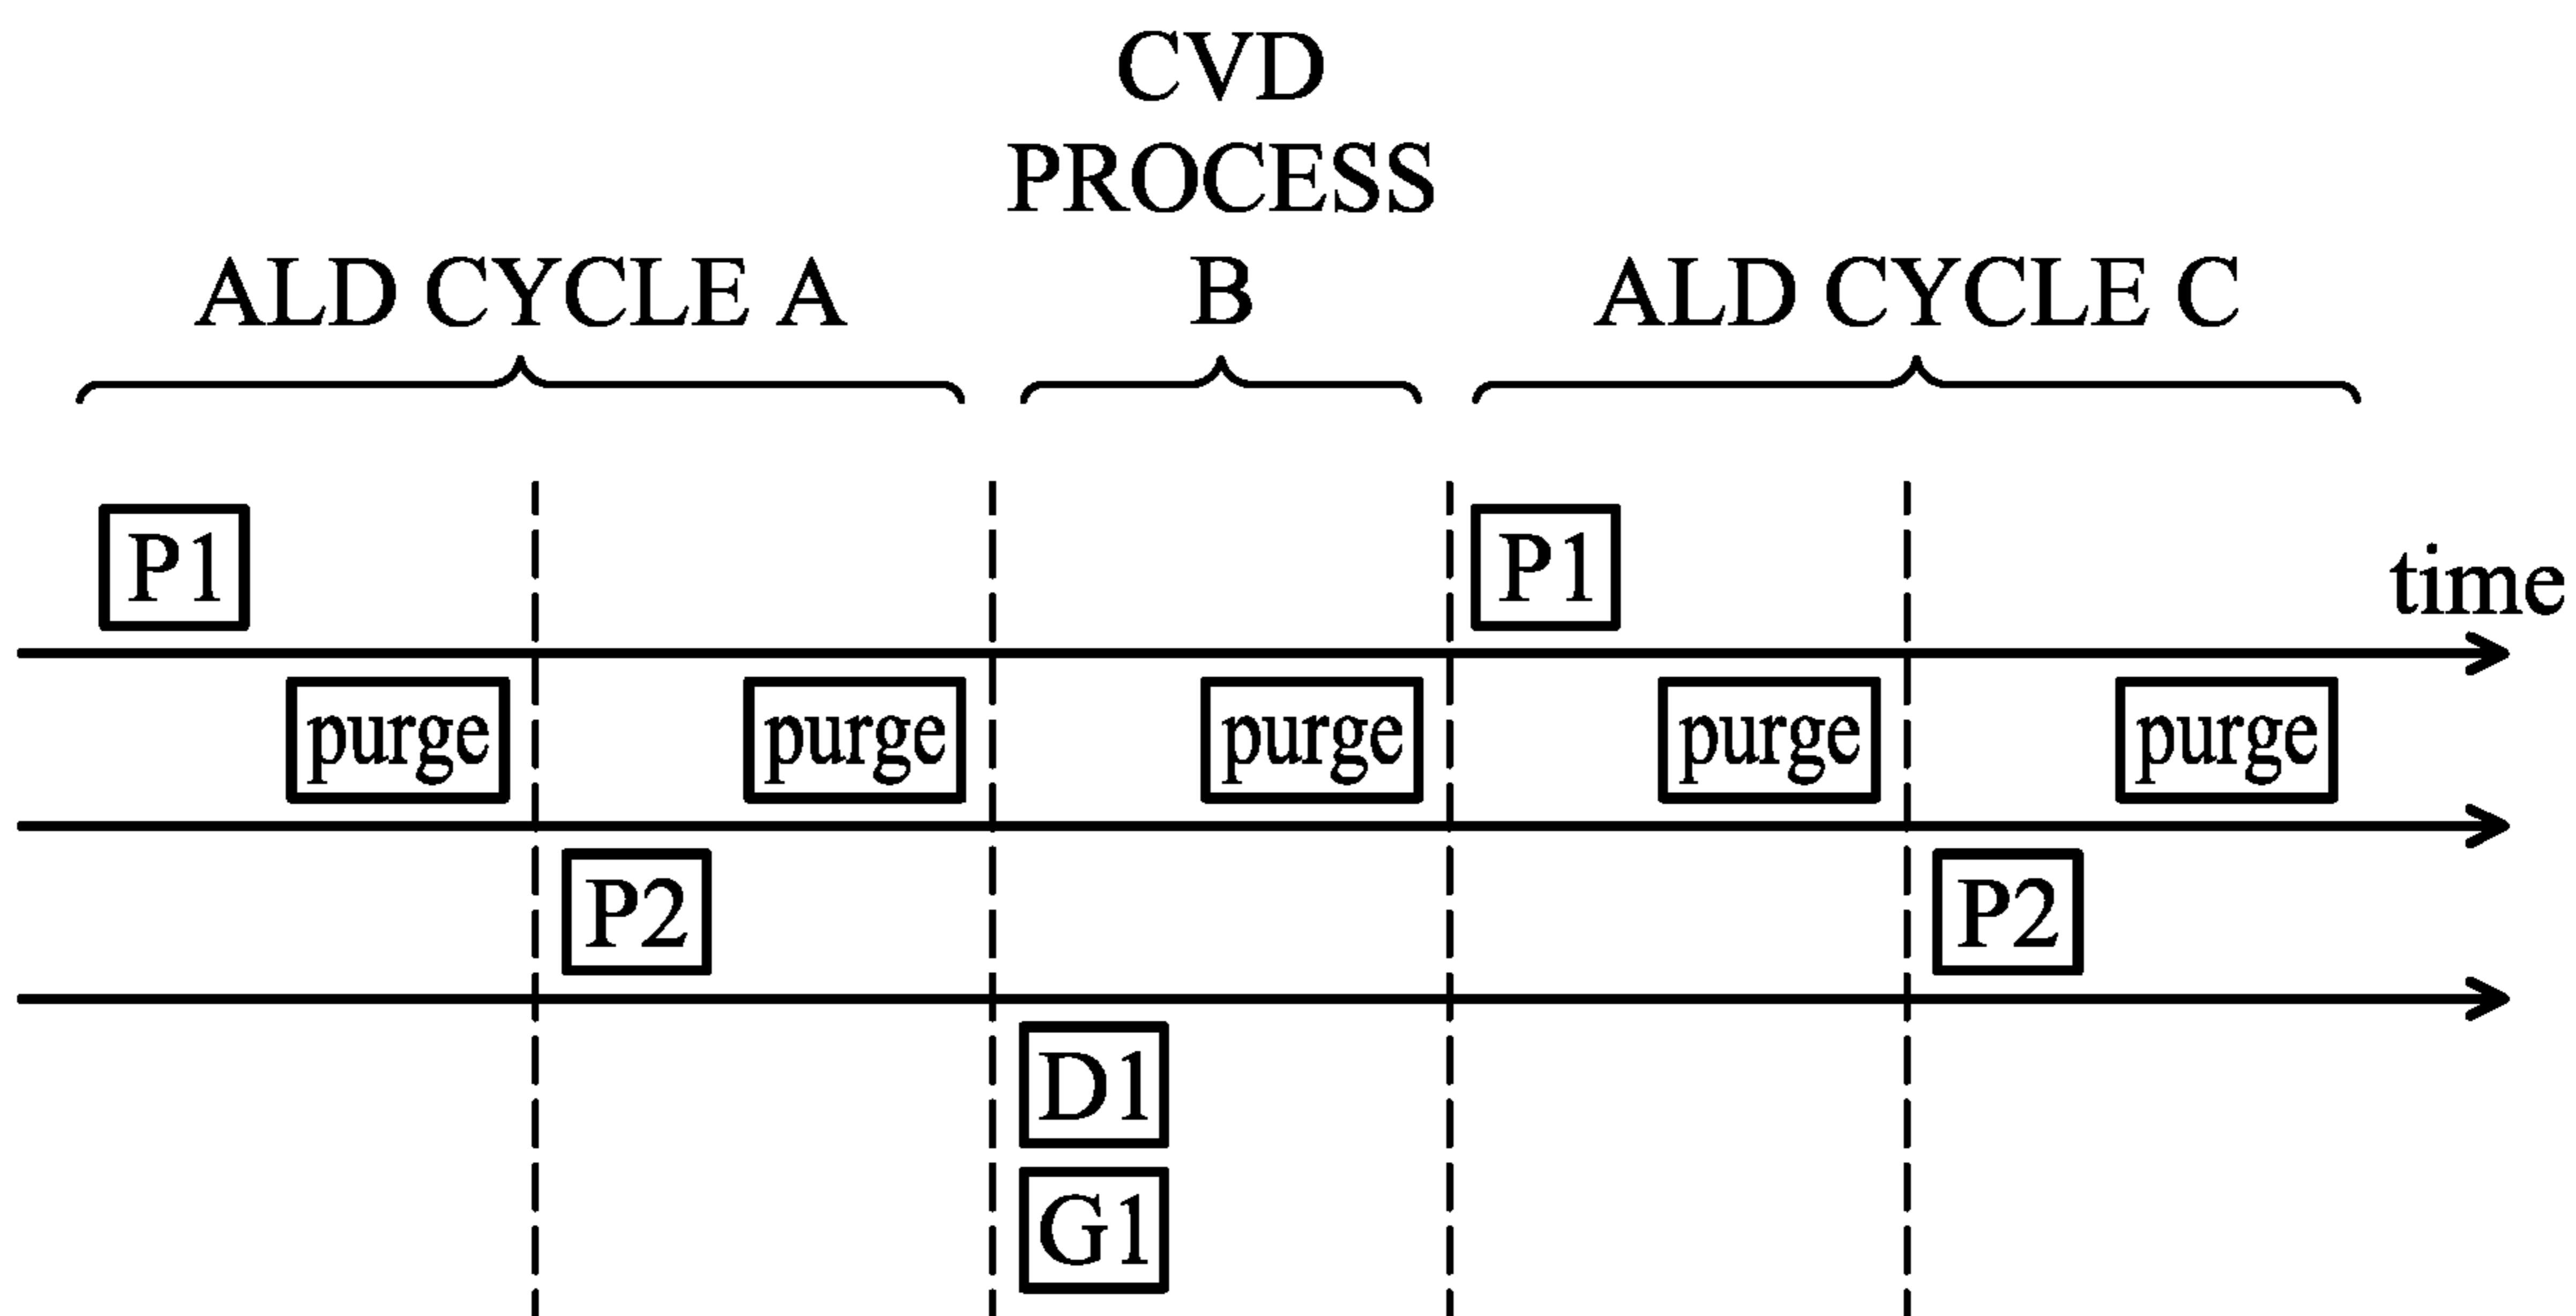 CVD
PROCESS
ALD CYCLE A B ALD CYCLE C
P1 P1
time
purge purge purge purge purge
P2 P2
D1
G1